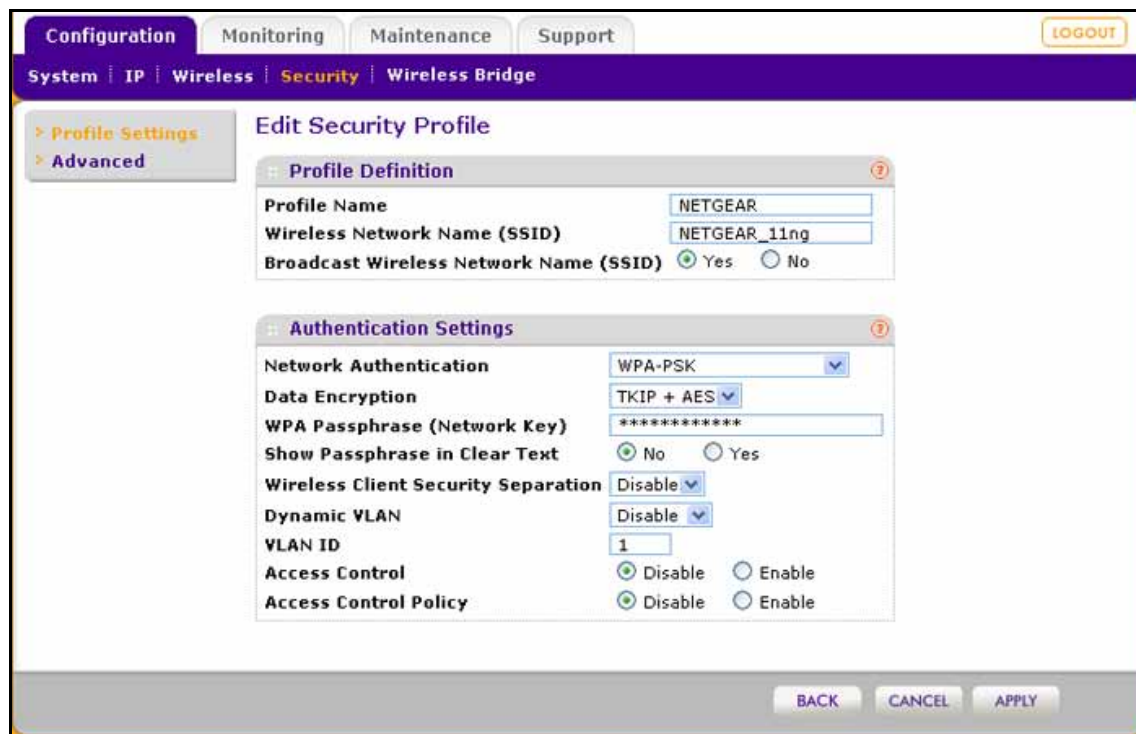 Configuration Monitoring Maintenance Support LOGOUT
System IP Wireless Security Wireless Bridge
Profile Settings
Advanced
Edit Security Profile
Profile Definition ?
Profile Name NETGEAR
Wireless Network Name (SSID) NETGEAR_11ng
Broadcast Wireless Network Name (SSID) Yes No
Authentication Settings ?
Network Authentication WPA-PSK
Data Encryption TKIP + AES
WPA Passphrase (Network Key) ************
Show Passphrase in Clear Text No Yes
Wireless Client Security Separation Disable
Dynamic VLAN Disable
VLAN ID 1
Access Control Disable Enable
Access Control Policy Disable Enable
BACK CANCEL APPLY